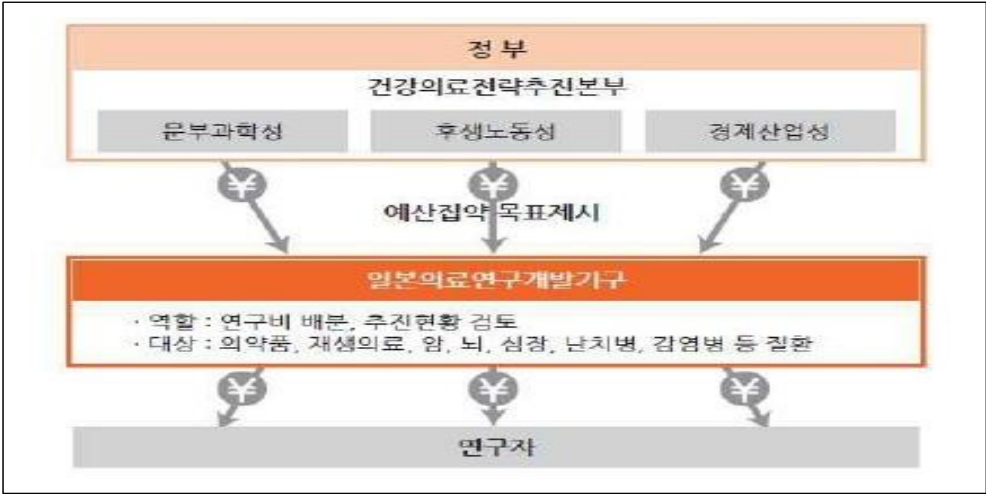 정 부
건강의료전략추진본부
문부과학성 후생노동성 경제산업성
¥ ¥ ¥
예산집약 목표제시
일본의료연구개발기구
· 역할 : 연구비 배분, 추진현황 검토
· 대상 : 의약품, 재생의료, 암, 뇌, 심장, 난치병, 감염병 등 질환
¥ ¥ ¥
연구자